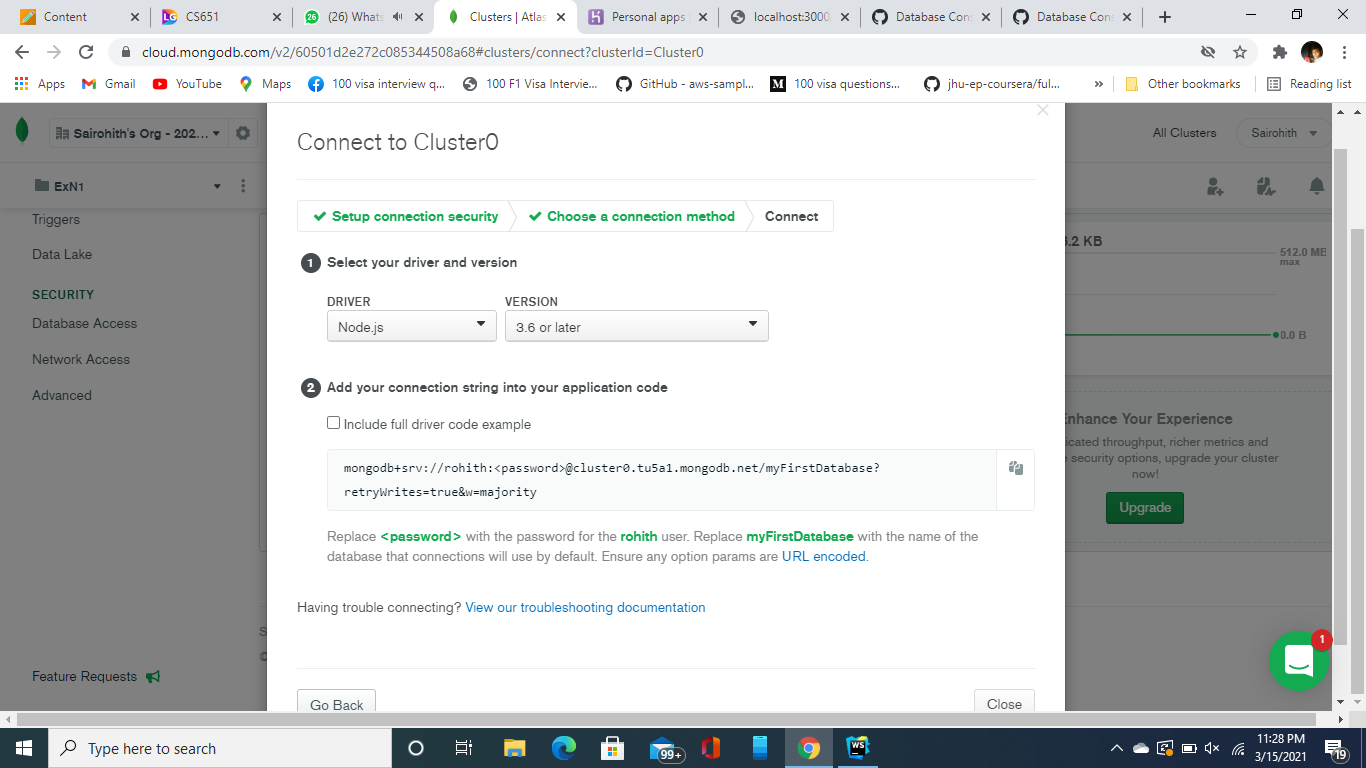 Content
CS651
(26) Whats
Clusters | Atlas
Personal apps
localhost:3000
Database Con
Database Con
cloud.mongodb.com/v2/60501d2e272c085344508a68#clusters/connect?clusterId=Cluster0
Apps
Gmail
YouTube
Maps
100 visa interview q...
100 F1 Visa Intervie...
GitHub - aws-sampl...
100 visa questions...
jhu-ep-coursera/ful...
»
Other bookmarks
Reading list
Sairohith's Org - 202...
All Clusters
Sairohith
ExN1
Triggers
Data Lake
SECURITY
Database Access
Network Access
Advanced
Feature Requests
Connect to Cluster0
Setup connection security
Choose a connection method
Connect
1 Select your driver and version
DRIVER
VERSION
Node.js
3.6 or later
2 Add your connection string into your application code
Include full driver code example
mongodb+srv://rohith:<password>@cluster0.tu5a1.mongodb.net/myFirstDatabase?
retryWrites=true&w=majority
Replace <password> with the password for the rohith user. Replace myFirstDatabase with the name of the
database that connections will use by default. Ensure any option params are URL encoded.
Having trouble connecting? View our troubleshooting documentation
Go Back
Close
.2 KB
512.0 MB
max
0.0 B
nhance Your Experience
icated throughput, richer metrics and
security options, upgrade your cluster
now!
Upgrade
1
Type here to search
99+
WS
11:28 PM
3/15/2021
19